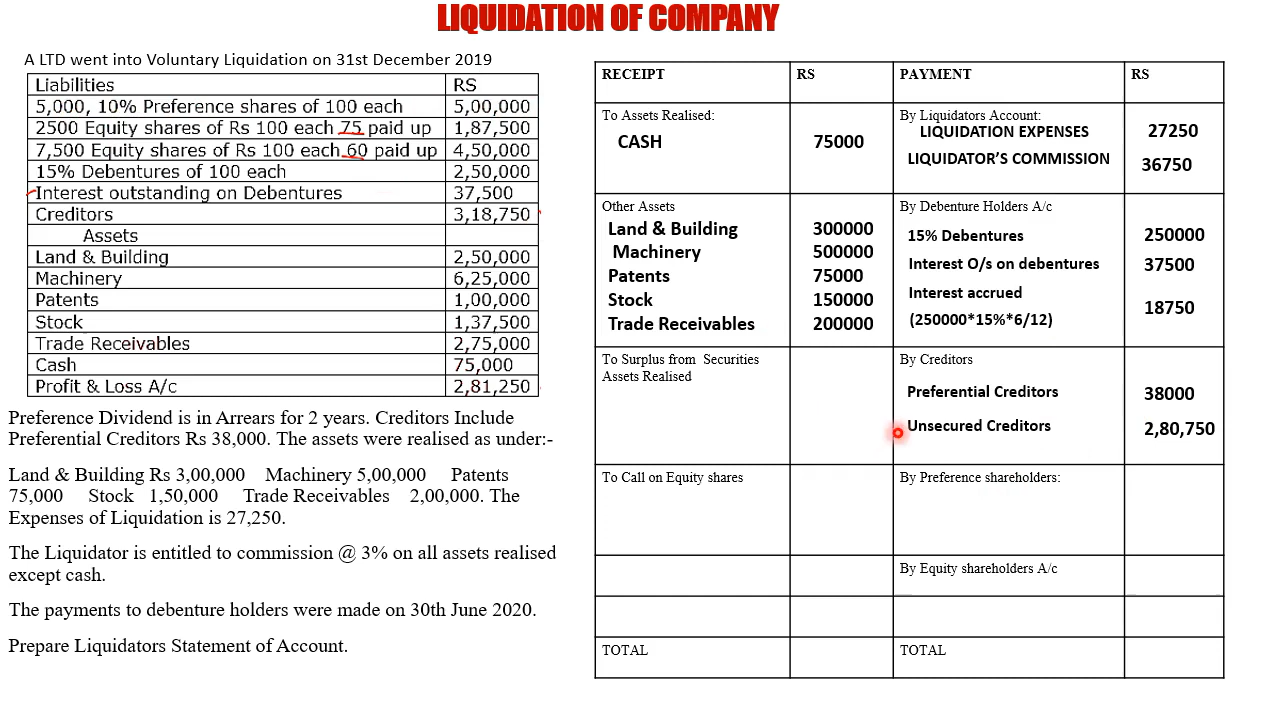 LIQUIDATION OF COMPANY
A LTD went into Voluntary Liquidation on 31st December 2019
Liabilities RS
5,000, 10% Preference shares of 100 each 5,00,000
2500 Equity shares of Rs 100 each 75 paid up 1,87,500
7,500 Equity shares of Rs 100 each 60 paid up 4,50,000
15% Debentures of 100 each 2,50,000
Interest outstanding on Debentures 37,500
Creditors 3,18,750
Assets
Land & Building 2,50,000
Machinery 6,25,000
Patents 1,00,000
Stock 1,37,500
Trade Receivables 2,75,000
Cash 75,000
Profit & Loss A/c 2,81,250
Preference Dividend is in Arrears for 2 years. Creditors Include
Preferential Creditors Rs 38,000. The assets were realised as under:-
Land & Building Rs 3,00,000 Machinery 5,00,000 Patents
75,000 Stock 1,50,000 Trade Receivables 2,00,000. The
Expenses of Liquidation is 27,250.
The Liquidator is entitled to commission @ 3% on all assets realised
except cash.
The payments to debenture holders were made on 30th June 2020.
Prepare Liquidators Statement of Account.
RECEIPT RS PAYMENT RS
To Assets Realised: By Liquidators Account:
LIQUIDATION EXPENSES 27250
CASH 75000
LIQUIDATOR'S COMMISSION 36750
Other Assets By Debenture Holders A/c
Land & Building 300000 15% Debentures 250000
Machinery 500000 Interest O/s on debentures 37500
Patents 75000 Interest accrued
Stock 150000 18750
Trade Receivables 200000 (250000*15%*6/12)
To Surplus from Securities By Creditors
Assets Realised
Preferential Creditors 38000
Unsecured Creditors 2,80,750
To Call on Equity shares By Preference shareholders:
By Equity shareholders A/c
TOTAL TOTAL